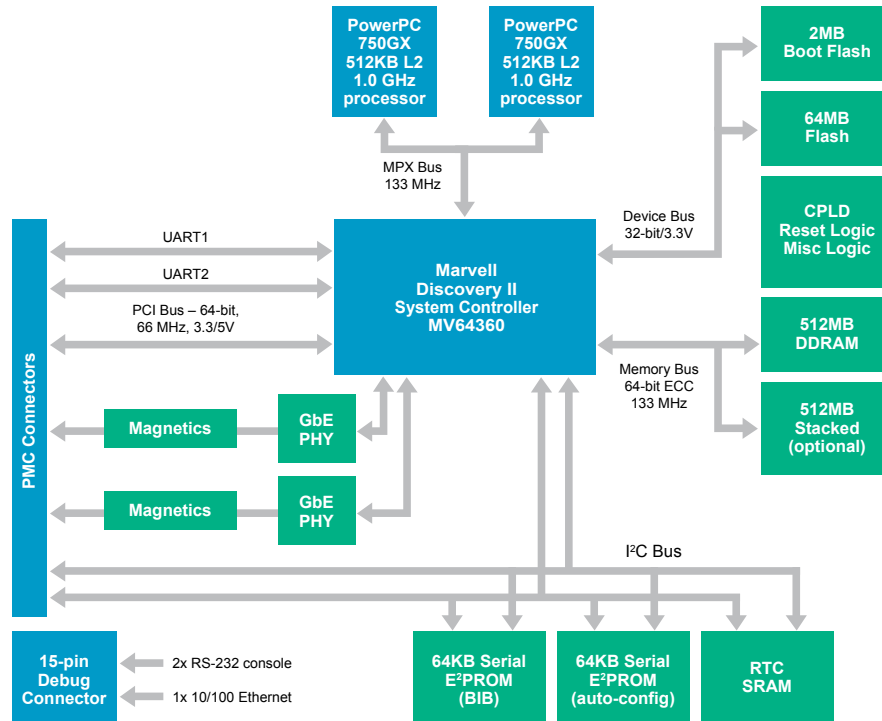 PowerPC
750GX
512KB L2
1.0 GHz
processor
PowerPC
750GX
512KB L2
1.0 GHz
processor
2MB
Boot Flash
64MB
Flash
MPX Bus
133 MHz
CPLD
Reset Logic
Misc Logic
Device Bus
32-bit/3.3V
UART1
UART2
PCI Bus – 64-bit,
66 MHz, 3.3/5V
Marvell
Discovery II
System Controller
MV64360
512MB
DDRAM
Memory Bus
64-bit ECC
133 MHz
512MB
Stacked
(optional)
PMC Connectors
Magnetics
GbE
PHY
Magnetics
GbE
PHY
I²C Bus
15-pin
Debug
Connector
2x RS-232 console
1x 10/100 Ethernet
64KB Serial
E²PROM
(BIB)
64KB Serial
E²PROM
(auto-config)
RTC
SRAM